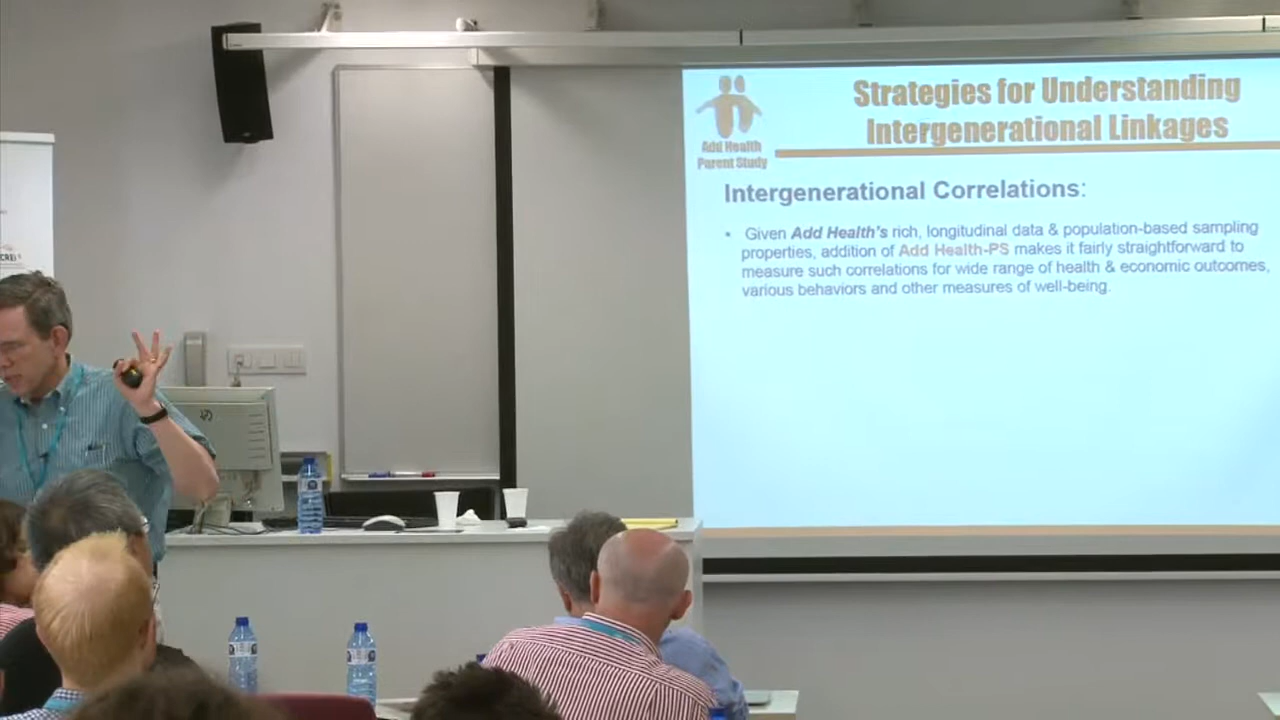 Strategies for Understanding
Intergenerational Linkages
Add Health
Parent Study
Intergenerational Correlations:
• Given Add Health's rich, longitudinal data & population-based sampling
properties, addition of Add Health-PS makes it fairly straightforward to
measure such correlations for wide range of health & economic outcomes,
various behaviors and other measures of well-being.